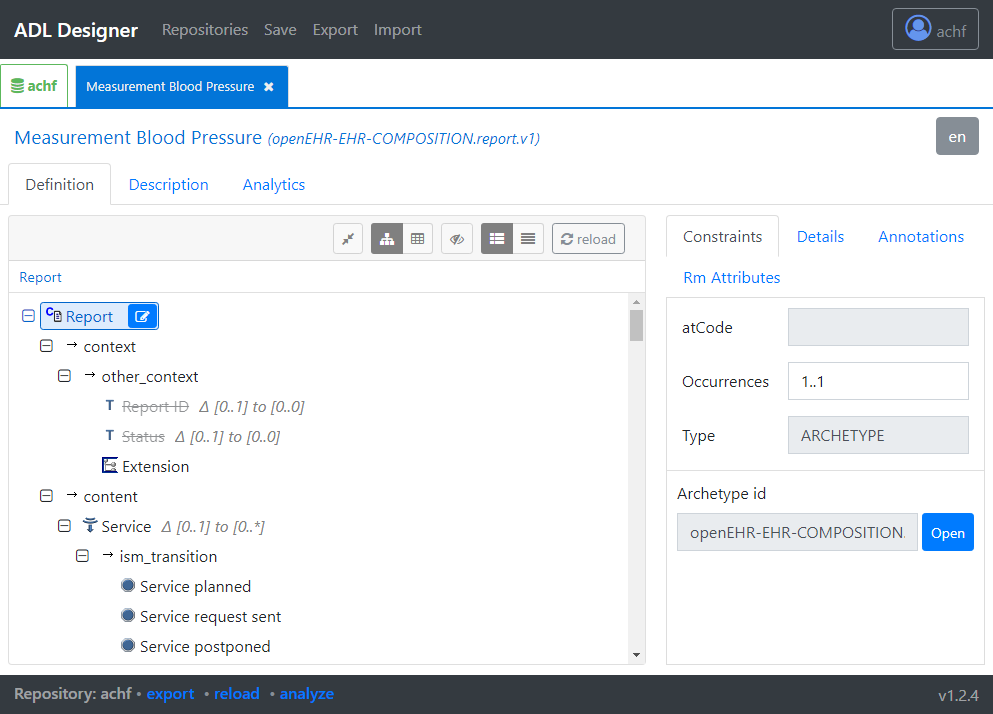 ADL Designer Repositories Save Export Import achf
achf Measurement Blood Pressure ✖
Measurement Blood Pressure (openEHR-EHR-COMPOSITION.report.v1) en
Definition Description Analytics
reload
Constraints Details Annotations
Rm Attributes
Report
C Report
→ context
→ other_context
T Report ID Δ [0..1] to [0..0]
T Status Δ [0..1] to [0..0]
Extension
→ content
Service Δ [0..1] to [0..*]
→ ism_transition
Service planned
Service request sent
Service postponed
atCode
Occurrences 1..1
Type ARCHETYPE
Archetype id
openEHR-EHR-COMPOSITION. Open
Repository: achf • export • reload • analyze v1.2.4